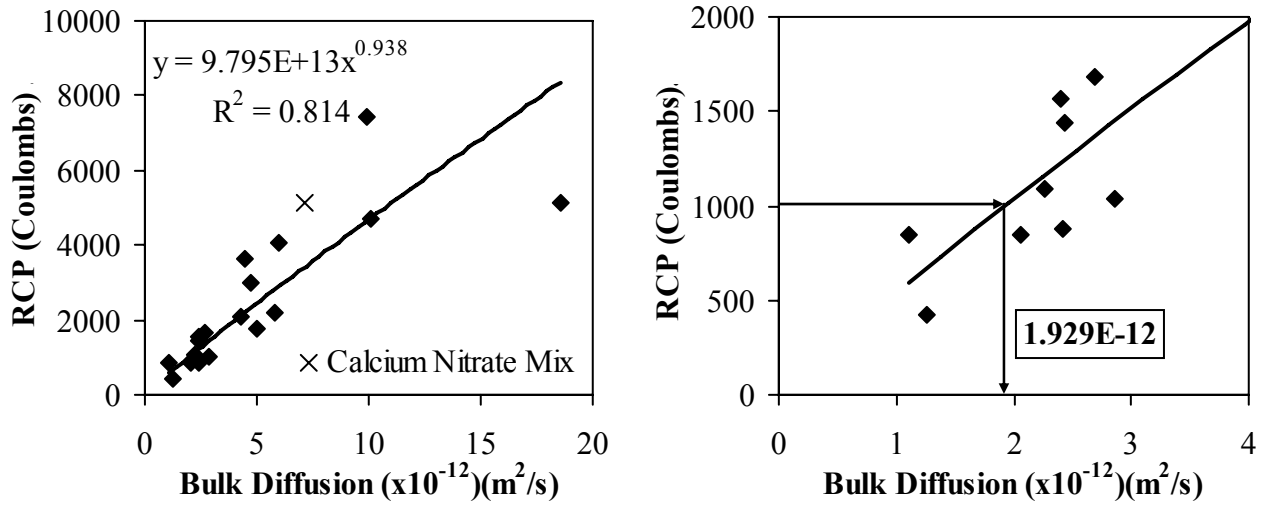 10000
8000
6000
4000
2000
0
RCP (Coulombs).
y = 9.795E+13x^0.938
R^2 = 0.814
× Calcium Nitrate Mix
0 5 10 15 20
Bulk Diffusion (x10^-12)(m^2/s)
2000
1500
1000
500
0
RCP (Coulombs).
1.929E-12
0 1 2 3 4
Bulk Diffusion (x10^-12)(m^2/s)